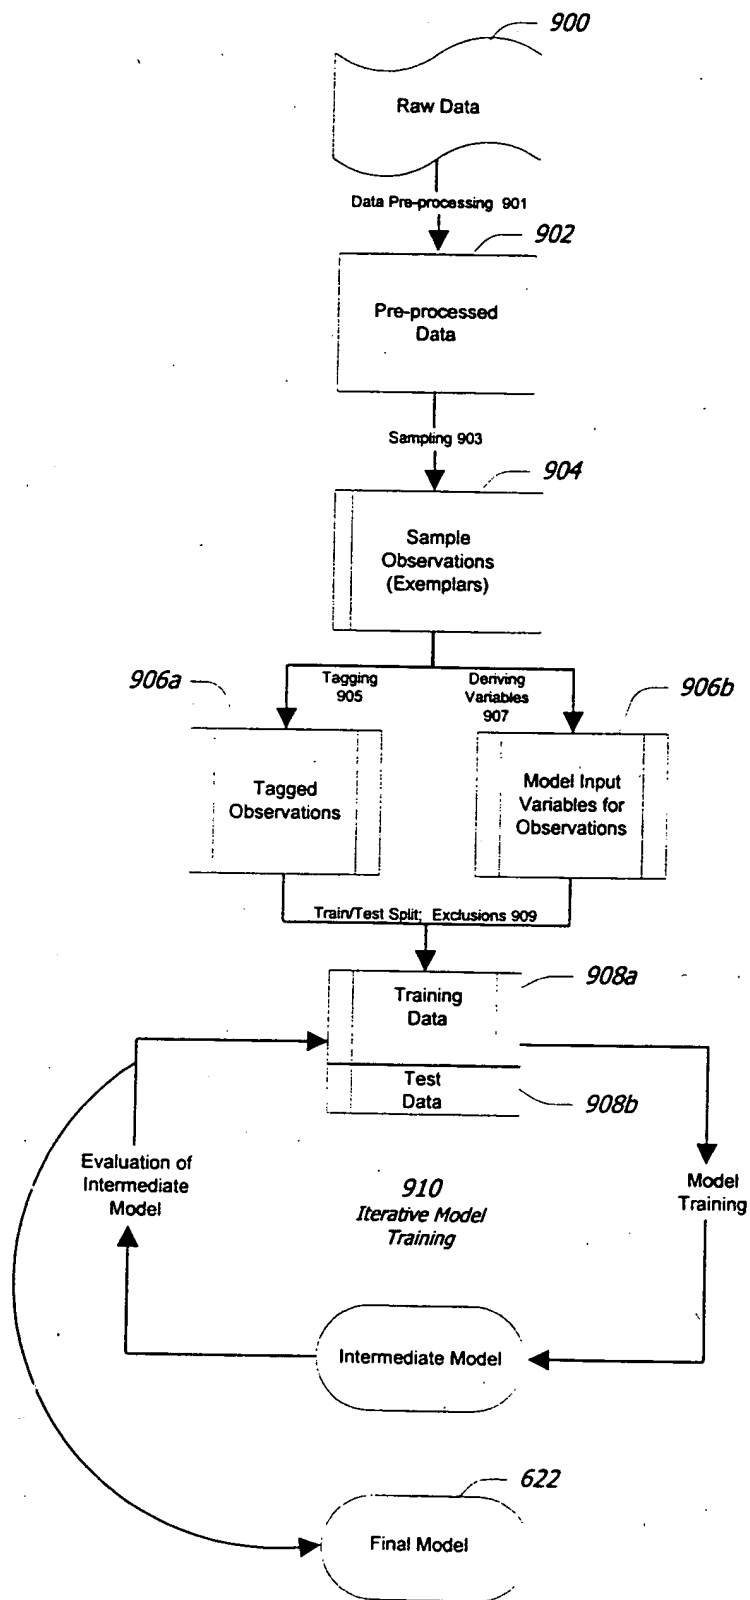 900
Raw Data
Data Pre-processing 901
902
Pre-processed
Data
Sampling 903
904
Sample
Observations
(Exemplars)
906a
Tagging
905
Deriving
Variables
907
906b
Tagged
Observations
Model Input
Variables for
Observations
Train/Test Split; Exclusions 909
908a
Training
Data
Test
Data
908b
Evaluation of
Intermediate
Model
910
Iterative Model
Training
Model
Training
Intermediate Model
622
Final Model